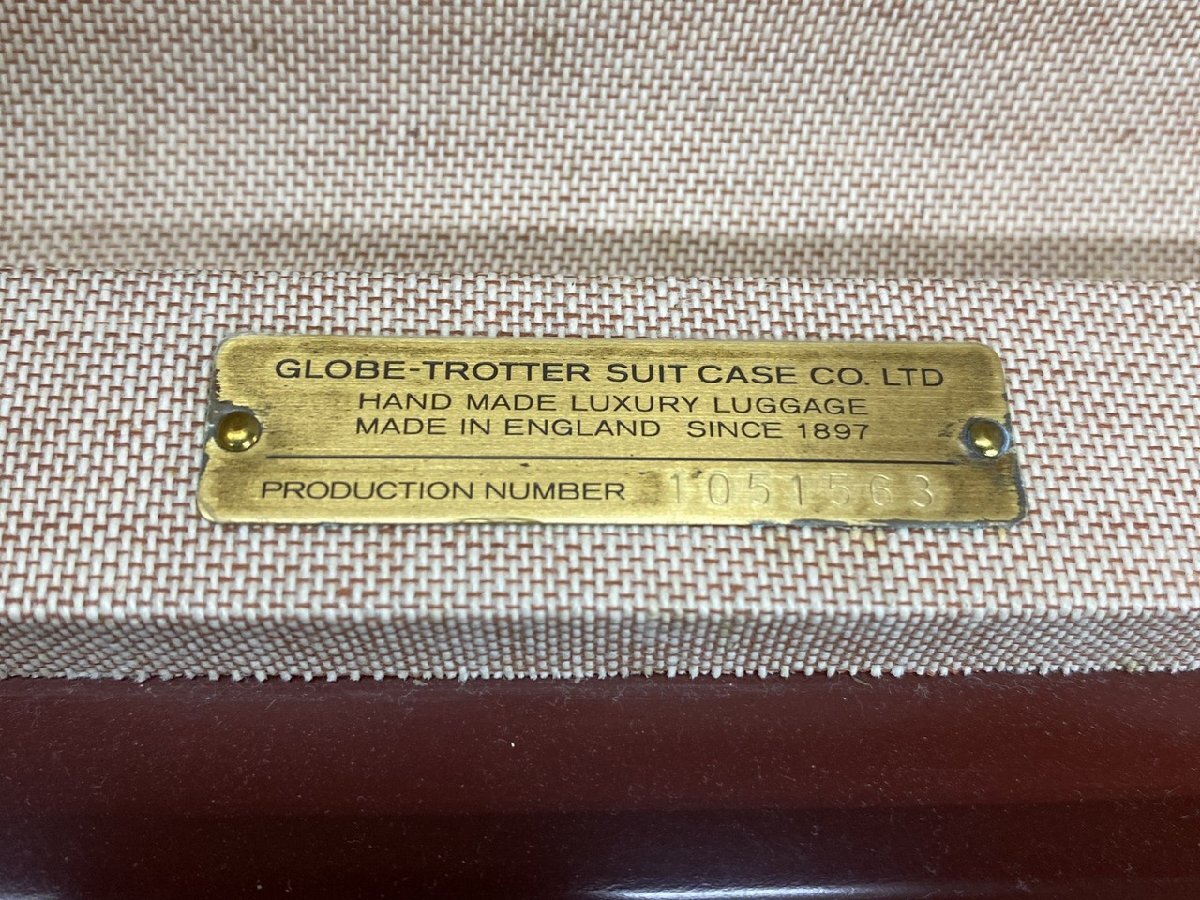 GLOBE-TROTTER SUIT CASE CO. LTD
HAND MADE LUXURY LUGGAGE
MADE IN ENGLAND SINCE 1897
PRODUCTION NUMBER 1051563